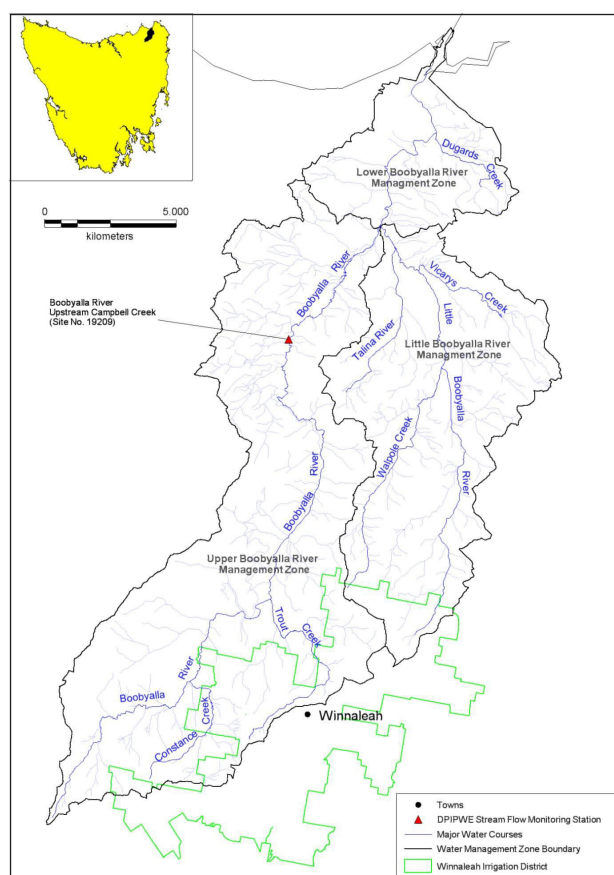 Dugards Creek
Lower Boobyalla River
Managment Zone
0 5.000
kilometers
Boobyalla River
Vicarys Creek
Boobyalla River
Upstream Campbell Creek
(Site No. 19209)
Little Boobyalla River
Talina River
Little Boobyalla River
Managment Zone
Walpole Creek
Boobyalla River
Upper Boobyalla River
Management Zone
Trout Creek
Boobyalla River
Constance Creek
Winnaleah
Towns
DPIPWE Stream Flow Monitoring Station
Major Water Courses
Water Management Zone Boundary
Winnaleah Irrigation District